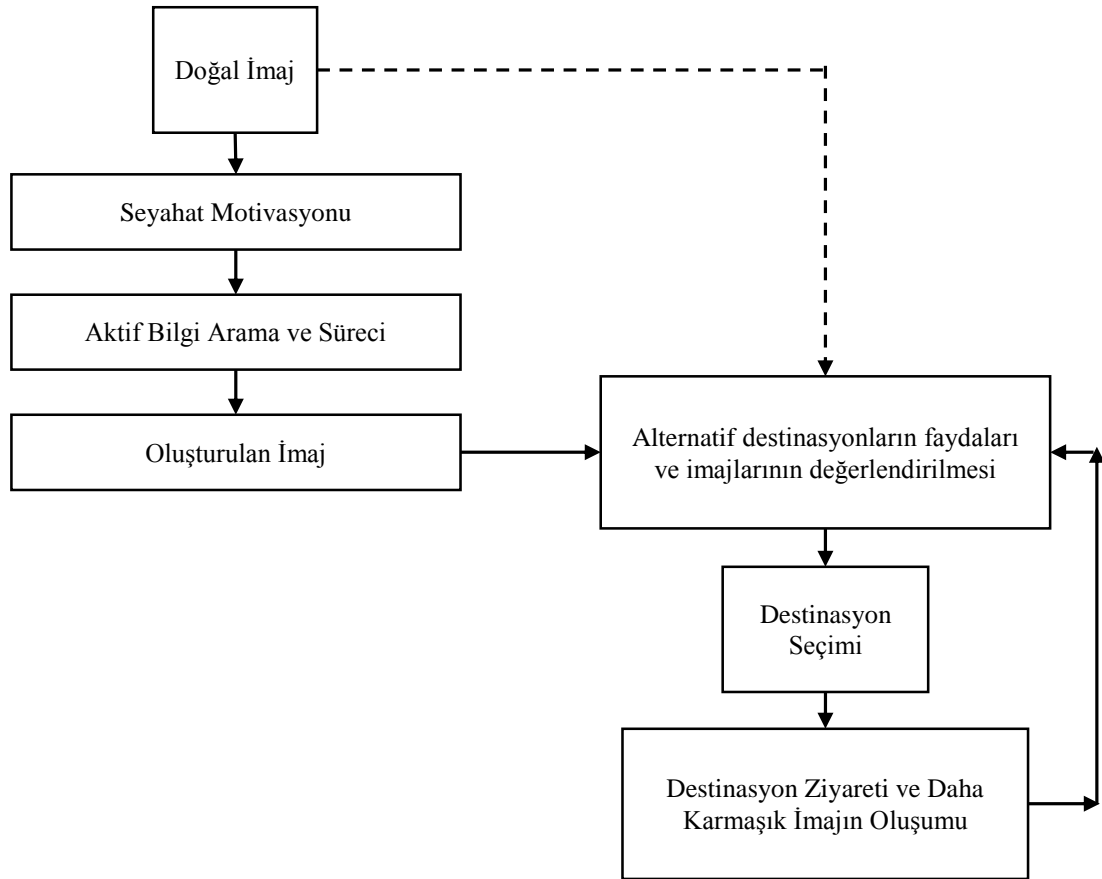 Doğal İmaj
Seyahat Motivasyonu
Aktif Bilgi Arama ve Süreci
Oluşturulan İmaj
Alternatif destinasyonların faydaları
ve imajlarının değerlendirilmesi
Destinasyon
Seçimi
Destinasyon Ziyareti ve Daha
Karmaşık İmajın Oluşumu